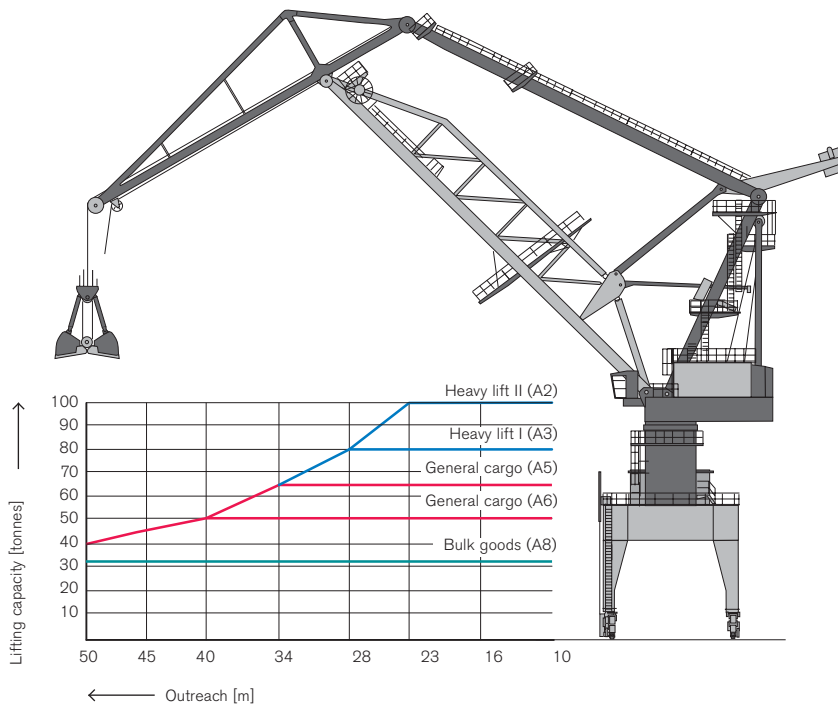 Heavy lift II (A2)
100
90
Heavy lift I (A3)
80
General cargo (A5)
70
60
General cargo (A6)
50
40
Bulk goods (A8)
30
20
10
Lifting capacity [tonnes]
50 45 40 34 28 23 16 10
Outreach [m]